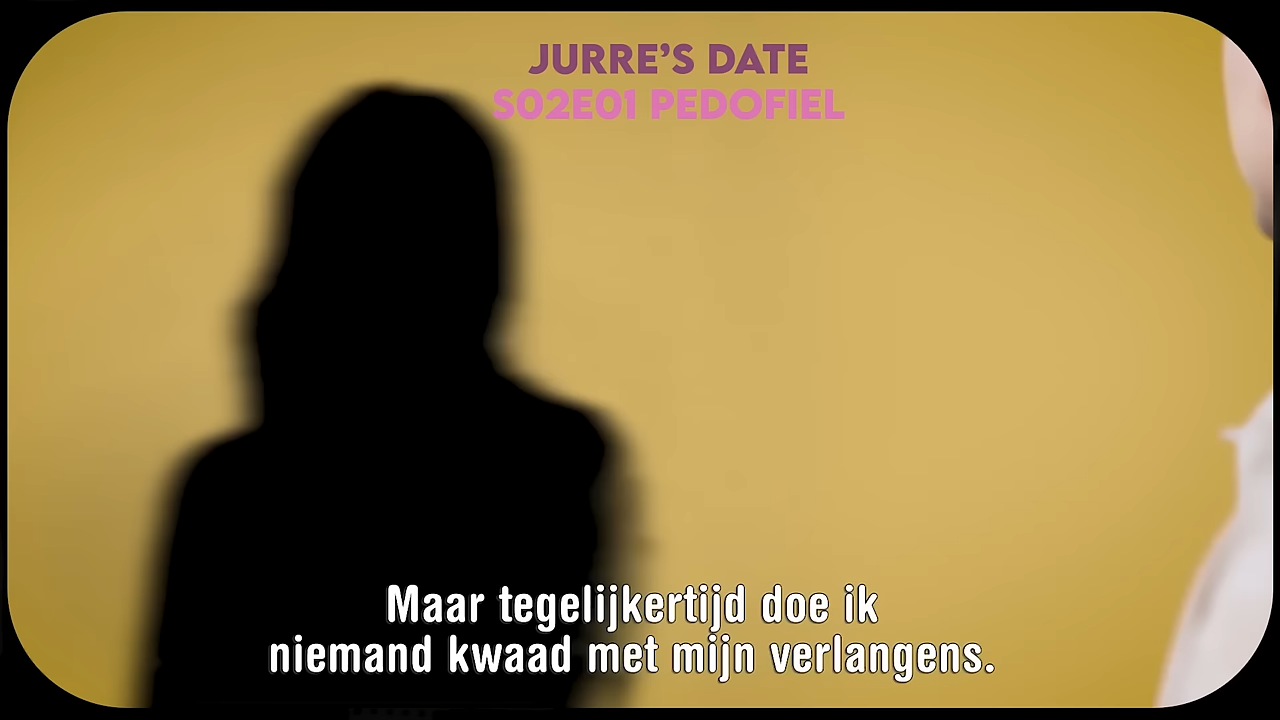 JURRE’S DATE
S02E01 PEDOFIEL
Maar tegelijkertijd doe ik
niemand kwaad met mijn verlangens.